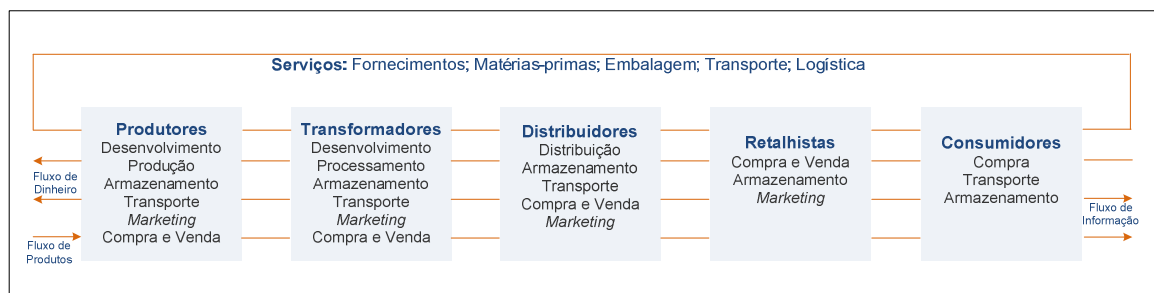 Serviços: Fornecimentos; Matérias-primas; Embalagem; Transporte; Logística
Produtores
Desenvolvimento
Produção
Armazenamento
Transporte
Marketing
Compra e Venda
Transformadores
Desenvolvimento
Processamento
Armazenamento
Transporte
Marketing
Compra e Venda
Distribuidores
Distribuição
Armazenamento
Transporte
Compra e Venda
Marketing
Retalhistas
Compra e Venda
Armazenamento
Marketing
Consumidores
Compra
Transporte
Armazenamento
Fluxo de
Dinheiro
Fluxo de
Produtos
Fluxo de
Informação